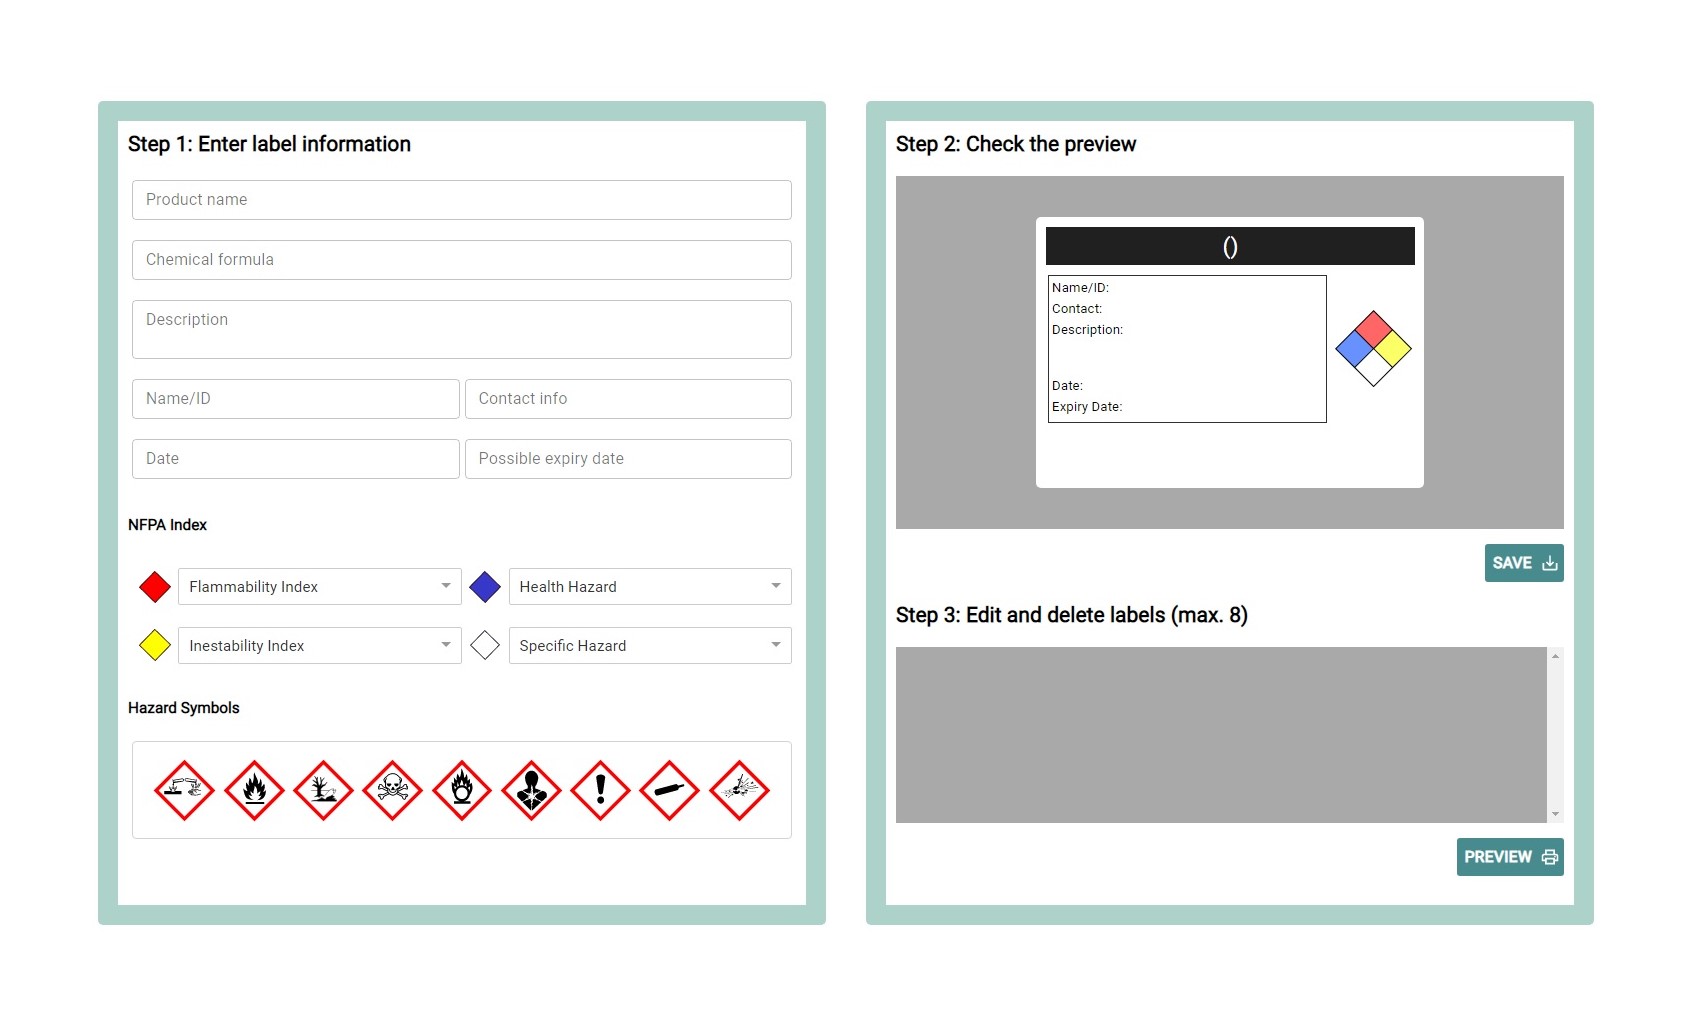 Step 1: Enter label information
Product name
Chemical formula
Description
Name/ID
Contact info
Date
Possible expiry date
NFPA Index
Flammability Index
Health Hazard
Inestability Index
Specific Hazard
Hazard Symbols
Step 2: Check the preview
()
Name/ID:
Contact:
Description:
Date:
Expiry Date:
SAVE
Step 3: Edit and delete labels (max. 8)
PREVIEW